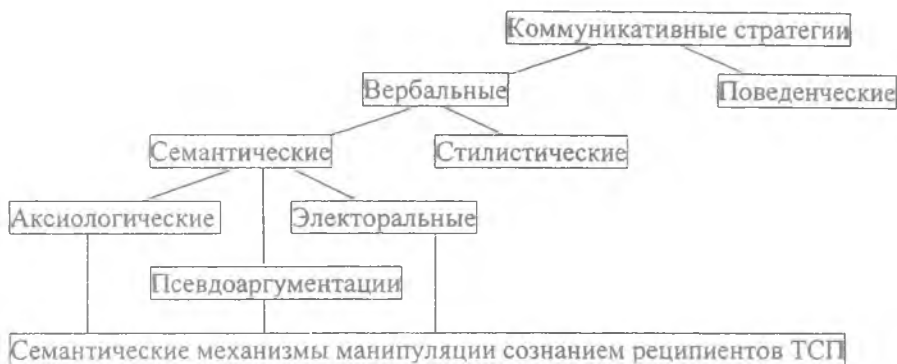 Коммуникативные стратегии
Вербальные
Поведенческие
Семантические
Стилистические
Аксиологические
Электоральные
Псевдоаргументации
Семантические механизмы манипуляции сознанием реципиентов ТСП